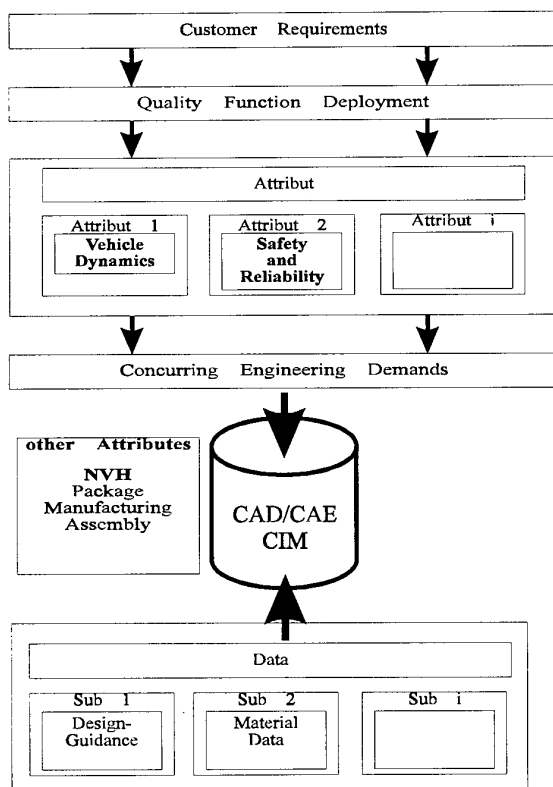 Customer Requirements
Quality Function Deployment
Attribut
Attribut 1
Vehicle
Dynamics
Attribut 2
Safety
and
Reliability
Attribut i
Concurring Engineering Demands
other Attributes
NVH
Package
Manufacturing
Assembly
CAD/CAE
CIM
Data
Sub 1
Design-
Guidance
Sub 2
Material
Data
Sub i